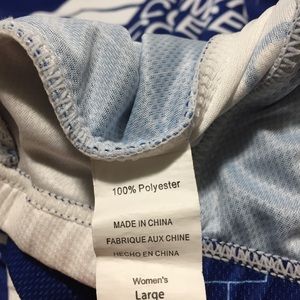 100% Polyester
MADE IN CHINA
FABRIQUE AUX CHINE
HECHO EN CHINA
Women's
Large